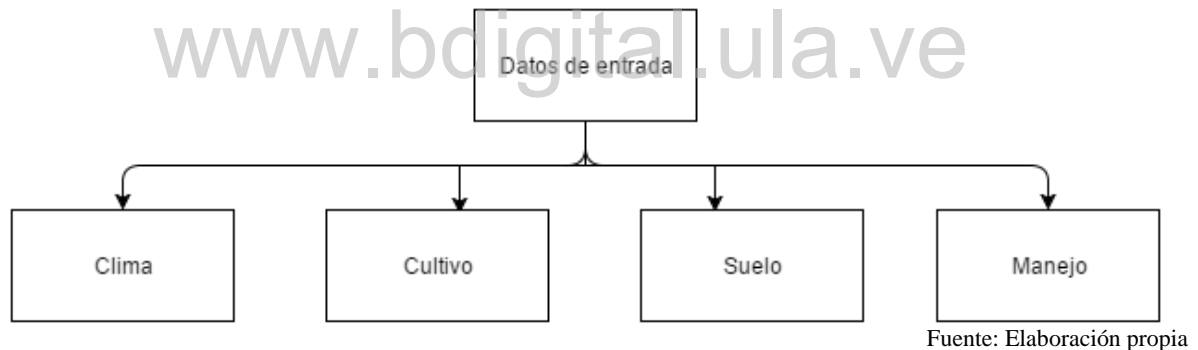 www.bdigital.ula.ve
Datos de entrada
Clima
Cultivo
Suelo
Manejo
Fuente: Elaboración propia